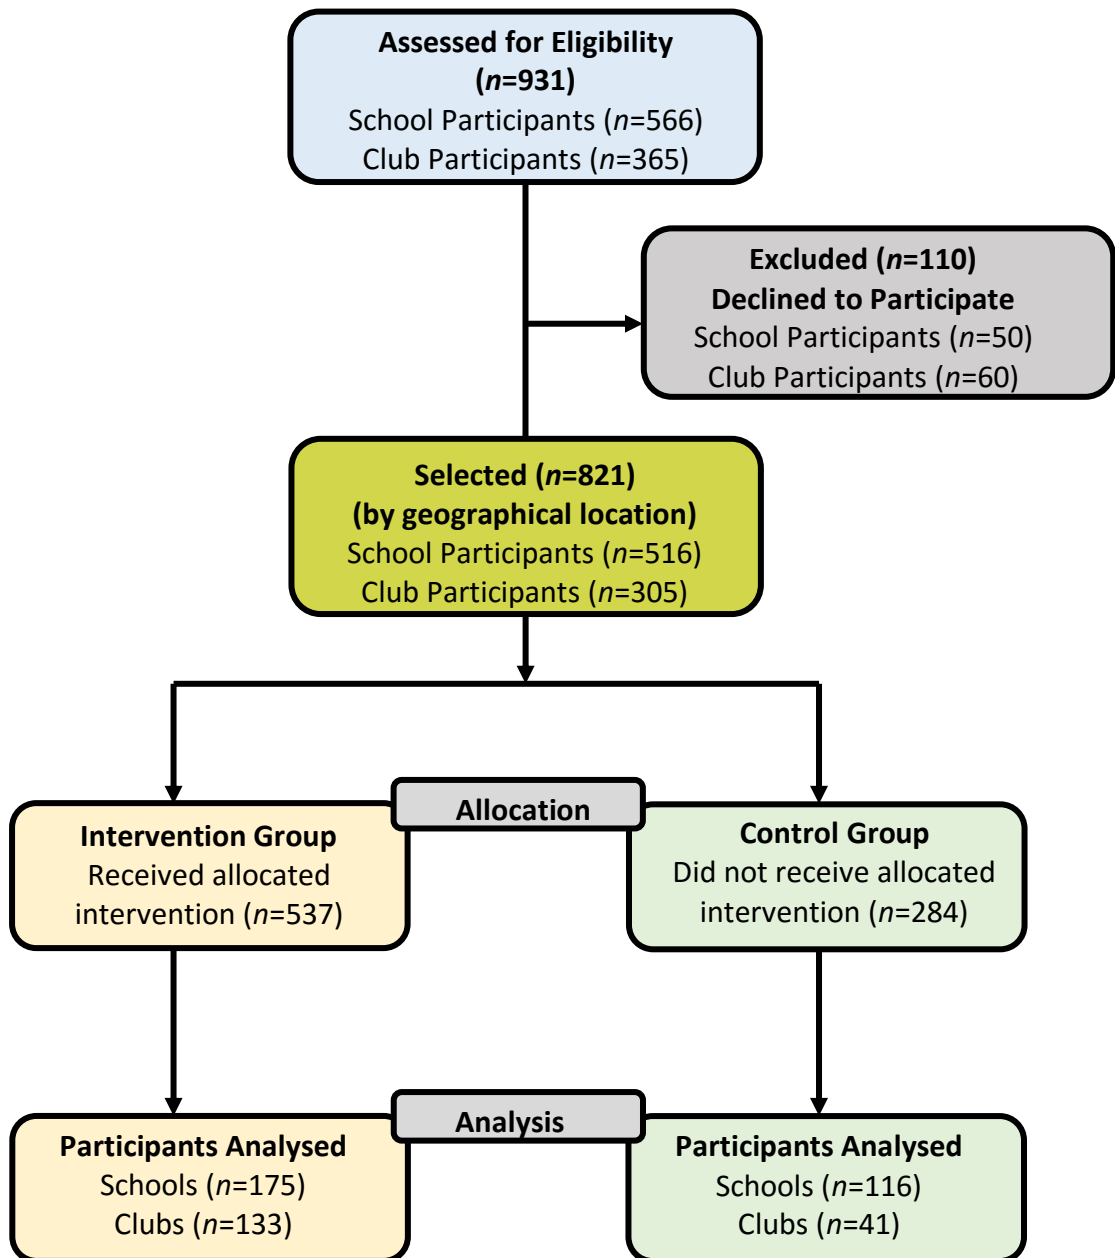 Assessed for Eligibility
(n=931)
School Participants (n=566)
Club Participants (n=365)
Excluded (n=110)
Declined to Participate
School Participants (n=50)
Club Participants (n=60)
Selected (n=821)
(by geographical location)
School Participants (n=516)
Club Participants (n=305)
Allocation
Intervention Group
Received allocated
intervention (n=537)
Control Group
Did not receive allocated
intervention (n=284)
Analysis
Participants Analysed
Schools (n=175)
Clubs (n=133)
Participants Analysed
Schools (n=116)
Clubs (n=41)